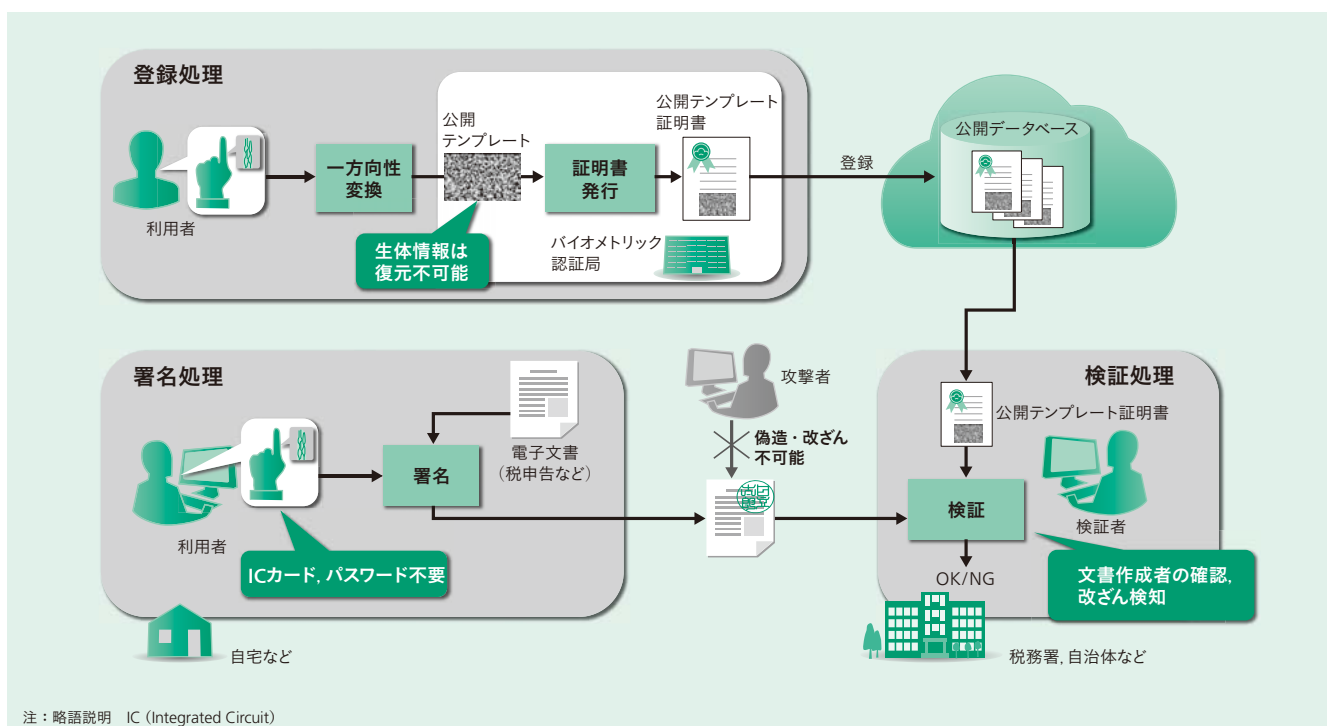 登録処理
利用者
一方向性
変換
公開
テンプレート
生体情報は
復元不可能
証明書
発行
公開テンプレート
証明書
バイオメトリック
認証局
登録
公開データベース
署名処理
利用者
ICカード, パスワード不要
署名
電子文書
(税申告など)
自宅など
攻撃者
偽造・改ざん
不可能
検証処理
公開テンプレート証明書
検証
検証者
OK/NG
文書作成者の確認,
改ざん検知
税務署, 自治体など
注：略語説明 IC (Integrated Circuit)